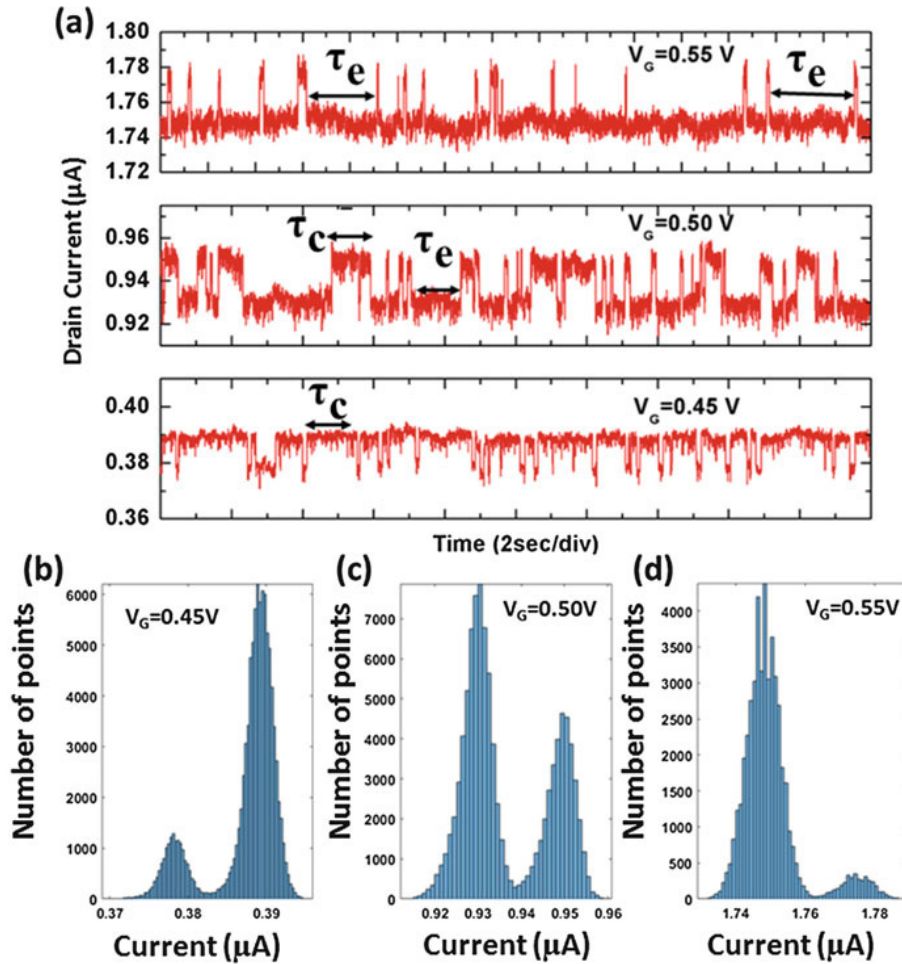 (a)
1.80
1.78
1.76
1.74
1.72
τe
VG=0.55 V
τe
Drain Current (μA)
0.96
0.92
τc
τe
VG=0.50 V
0.40
0.38
0.36
τc
VG=0.45 V
Time (2sec/div)
(b)
6000
5000
4000
3000
2000
1000
0
VG=0.45V
Number of points
0.37 0.38 0.39
Current (μA)
(c)
7000
6000
5000
4000
3000
2000
1000
0
VG=0.50V
Number of points
0.92 0.93 0.94 0.95 0.96
Current (μA)
(d)
4000
3500
3000
2500
2000
1500
1000
500
0
VG=0.55V
Number of points
1.74 1.76 1.78
Current (μA)